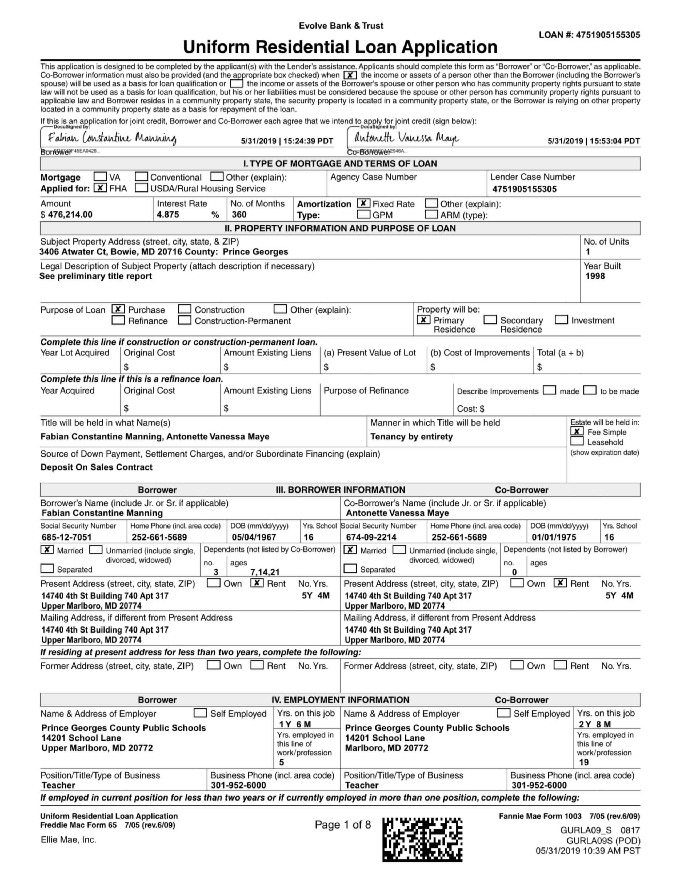 Evolve Bank & Trust
LOAN #: 4751905155305
Uniform Residential Loan Application
This application is designed to be completed by the applicant(s) with the Lender's assistance. Applicants should complete this form as "Borrower" or "Co-Borrower," as applicable.
Co-Borrower information must also be provided (and the appropriate box checked) when [X] the income or assets of a person other than the Borrower (including the Borrower's
spouse) will be used as a basis for loan qualification or [ ] the income or assets of the Borrower's spouse or other person who has community property rights pursuant to state
law will not be used as a basis for loan qualification, but his or her liabilities must be considered because the spouse or other person has community property rights pursuant to
applicable law and Borrower resides in a community property state, the security property is located in a community property state, or the Borrower is relying on other property
located in a community property state as a basis for repayment of the loan.
If this is an application for joint credit, Borrower and Co-Borrower each agree that we intend to apply for joint credit (sign below):
DocuSigned by: DocuSigned by:
Fabian Constantine Manning 5/31/2019 | 15:24:39 PDT Antonette Vanessa Maye 5/31/2019 | 15:53:04 PDT
Borrower Co-Borrower
I. TYPE OF MORTGAGE AND TERMS OF LOAN
Mortgage [ ] VA [ ] Conventional [ ] Other (explain): Agency Case Number Lender Case Number
Applied for: [X] FHA [ ] USDA/Rural Housing Service 4751905155305
Amount Interest Rate No. of Months Amortization [X] Fixed Rate [ ] Other (explain):
$ 476,214.00 4.875 % 360 Type: [ ] GPM [ ] ARM (type):
II. PROPERTY INFORMATION AND PURPOSE OF LOAN
Subject Property Address (street, city, state, & ZIP) No. of Units
3406 Atwater Ct, Bowie, MD 20716 County: Prince Georges 1
Legal Description of Subject Property (attach description if necessary) Year Built
See preliminary title report 1998
Purpose of Loan [X] Purchase [ ] Construction [ ] Other (explain): Property will be:
[ ] Refinance [ ] Construction-Permanent [X] Primary Residence [ ] Secondary Residence [ ] Investment
Complete this line if construction or construction-permanent loan.
Year Lot Acquired Original Cost Amount Existing Liens (a) Present Value of Lot (b) Cost of Improvements Total (a + b)
$ $ $ $ $
Complete this line if this is a refinance loan.
Year Acquired Original Cost Amount Existing Liens Purpose of Refinance Describe Improvements [ ] made [ ] to be made
$ $ Cost: $
Title will be held in what Name(s) Manner in which Title will be held Estate will be held in:
Fabian Constantine Manning, Antonette Vanessa Maye Tenancy by entirety [X] Fee Simple
[ ] Leasehold
Source of Down Payment, Settlement Charges, and/or Subordinate Financing (explain) (show expiration date)
Deposit On Sales Contract
Borrower III. BORROWER INFORMATION Co-Borrower
Borrower's Name (include Jr. or Sr. if applicable) Co-Borrower's Name (include Jr. or Sr. if applicable)
Fabian Constantine Manning Antonette Vanessa Maye
Social Security Number Home Phone (incl. area code) DOB (mm/dd/yyyy) Yrs. School Social Security Number Home Phone (incl. area code) DOB (mm/dd/yyyy) Yrs. School
685-12-7051 252-661-5689 05/04/1967 16 674-09-2214 252-661-5689 01/01/1975 16
[X] Married [ ] Unmarried (include single, Dependents (not listed by Co-Borrower) [X] Married [ ] Unmarried (include single, Dependents (not listed by Borrower)
divorced, widowed) no. ages divorced, widowed) no. ages
[ ] Separated 3 7,14,21 [ ] Separated 0
Present Address (street, city, state, ZIP) [ ] Own [X] Rent No. Yrs. Present Address (street, city, state, ZIP) [ ] Own [X] Rent No. Yrs.
14740 4th St Building 740 Apt 317 5Y 4M 14740 4th St Building 740 Apt 317 5Y 4M
Upper Marlboro, MD 20774 Upper Marlboro, MD 20774
Mailing Address, if different from Present Address Mailing Address, if different from Present Address
14740 4th St Building 740 Apt 317 14740 4th St Building 740 Apt 317
Upper Marlboro, MD 20774 Upper Marlboro, MD 20774
If residing at present address for less than two years, complete the following:
Former Address (street, city, state, ZIP) [ ] Own [ ] Rent No. Yrs. Former Address (street, city, state, ZIP) [ ] Own [ ] Rent No. Yrs.
Borrower IV. EMPLOYMENT INFORMATION Co-Borrower
Name & Address of Employer [ ] Self Employed Yrs. on this job Name & Address of Employer [ ] Self Employed Yrs. on this job
Prince Georges County Public Schools 1 Y 6 M Prince Georges County Public Schools 2 Y 8 M
14201 School Lane Yrs. employed in this line of work/profession 14201 School Lane Yrs. employed in this line of work/profession
Upper Marlboro, MD 20772 5 Marlboro, MD 20772 19
Position/Title/Type of Business Business Phone (incl. area code) Position/Title/Type of Business Business Phone (incl. area code)
Teacher 301-952-6000 Teacher 301-952-6000
If employed in current position for less than two years or if currently employed in more than one position, complete the following:
Uniform Residential Loan Application Fannie Mae Form 1003 7/05 (rev.6/09)
Freddie Mac Form 65 7/05 (rev.6/09) Page 1 of 8 GURLA09_S 0817
Ellie Mae, Inc. GURLA09S (POD)
05/31/2019 10:39 AM PST